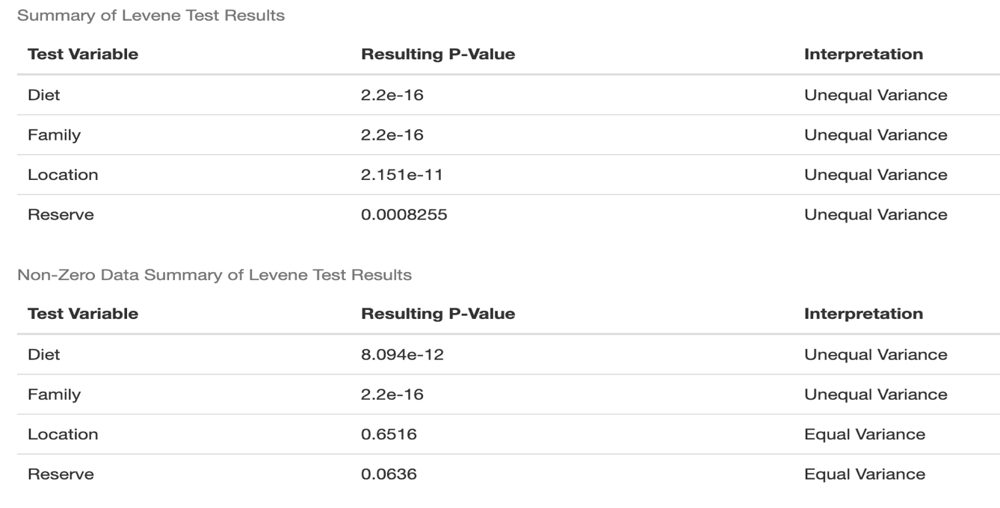 Summary of Levene Test Results
Test Variable Resulting P-Value Interpretation
Diet 2.2e-16 Unequal Variance
Family 2.2e-16 Unequal Variance
Location 2.151e-11 Unequal Variance
Reserve 0.0008255 Unequal Variance
Non-Zero Data Summary of Levene Test Results
Test Variable Resulting P-Value Interpretation
Diet 8.094e-12 Unequal Variance
Family 2.2e-16 Unequal Variance
Location 0.6516 Equal Variance
Reserve 0.0636 Equal Variance